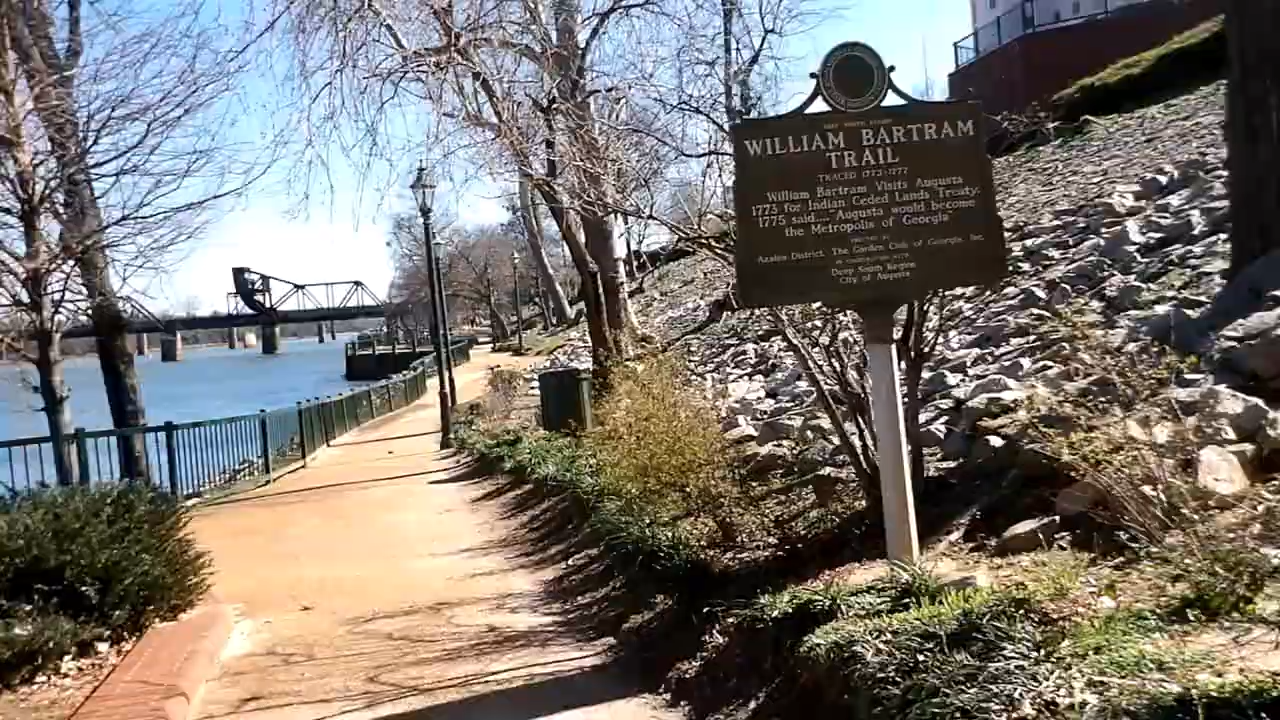 WILLIAM BARTRAM
TRAIL
TRACED 1773-1777
William Bartram Visits Augusta
1773 for Indian Ceded Lands Treaty.
1775 said...."Augusta would become
the Metropolis of Georgia"
Azalea District, The Garden Club of Georgia, Inc.
Deep South Region
City of Augusta